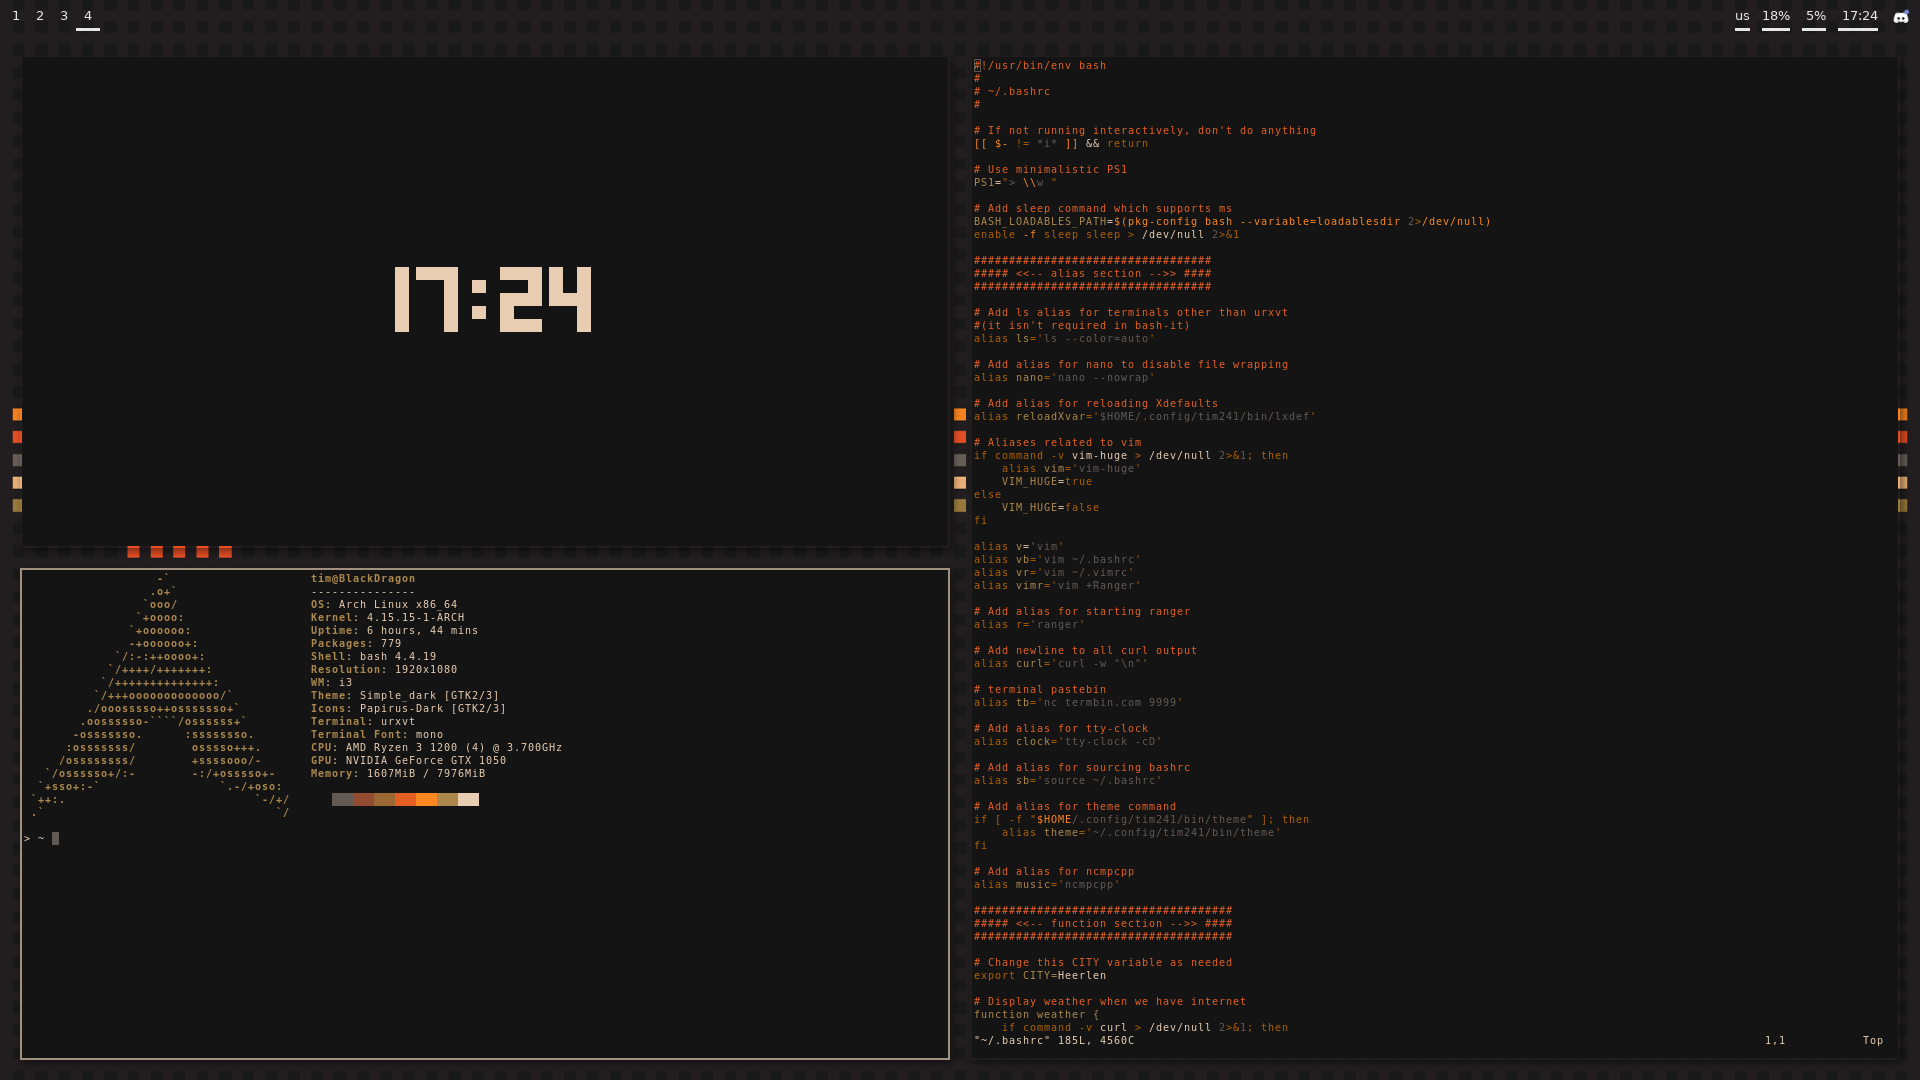 1 2 3 4
us 18% 5% 17:24
17:24
tim@BlackDragon
---------------
OS: Arch Linux x86_64
Kernel: 4.15.15-1-ARCH
Uptime: 6 hours, 44 mins
Packages: 779
Shell: bash 4.4.19
Resolution: 1920x1080
WM: i3
Theme: Simple_dark [GTK2/3]
Icons: Papirus-Dark [GTK2/3]
Terminal: urxvt
Terminal Font: mono
CPU: AMD Ryzen 3 1200 (4) @ 3.700GHz
GPU: NVIDIA GeForce GTX 1050
Memory: 1607MiB / 7976MiB
> ~
#!/usr/bin/env bash
#
# ~/.bashrc
#
# If not running interactively, don't do anything
[[ $- != *i* ]] && return
# Use minimalistic PS1
PS1="> \\w "
# Add sleep command which supports ms
BASH_LOADABLES_PATH=$(pkg-config bash --variable=loadablesdir 2>/dev/null)
enable -f sleep sleep > /dev/null 2>&1
##################################
##### <<-- alias section -->> ####
##################################
# Add ls alias for terminals other than urxvt
#(it isn't required in bash-it)
alias ls='ls --color=auto'
# Add alias for nano to disable file wrapping
alias nano='nano --nowrap'
# Add alias for reloading Xdefaults
alias reloadXvar='$HOME/.config/tim241/bin/lxdef'
# Aliases related to vim
if command -v vim-huge > /dev/null 2>&1; then
    alias vim='vim-huge'
    VIM_HUGE=true
else
    VIM_HUGE=false
fi
alias v='vim'
alias vb='vim ~/.bashrc'
alias vr='vim ~/.vimrc'
alias vimr='vim +Ranger'
# Add alias for starting ranger
alias r='ranger'
# Add newline to all curl output
alias curl='curl -w "\n"'
# terminal pastebin
alias tb='nc termbin.com 9999'
# Add alias for tty-clock
alias clock='tty-clock -cD'
# Add alias for sourcing bashrc
alias sb='source ~/.bashrc'
# Add alias for theme command
if [ -f "$HOME/.config/tim241/bin/theme" ]; then
    alias theme='~/.config/tim241/bin/theme'
fi
# Add alias for ncmpcpp
alias music='ncmpcpp'
#####################################
##### <<-- function section -->> ####
#####################################
# Change this CITY variable as needed
export CITY=Heerlen
# Display weather when we have internet
function weather {
    if command -v curl > /dev/null 2>&1; then
"~/.bashrc" 185L, 4560C 1,1 Top